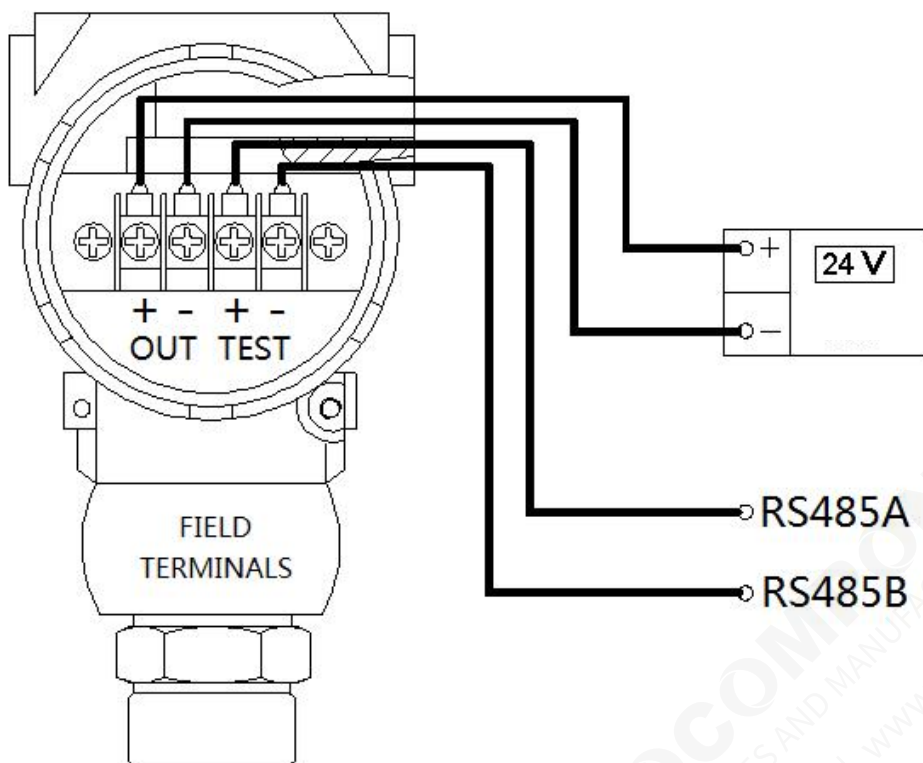 + - + -
OUT TEST
FIELD
TERMINALS
+
24 V
−
RS485A
RS485B